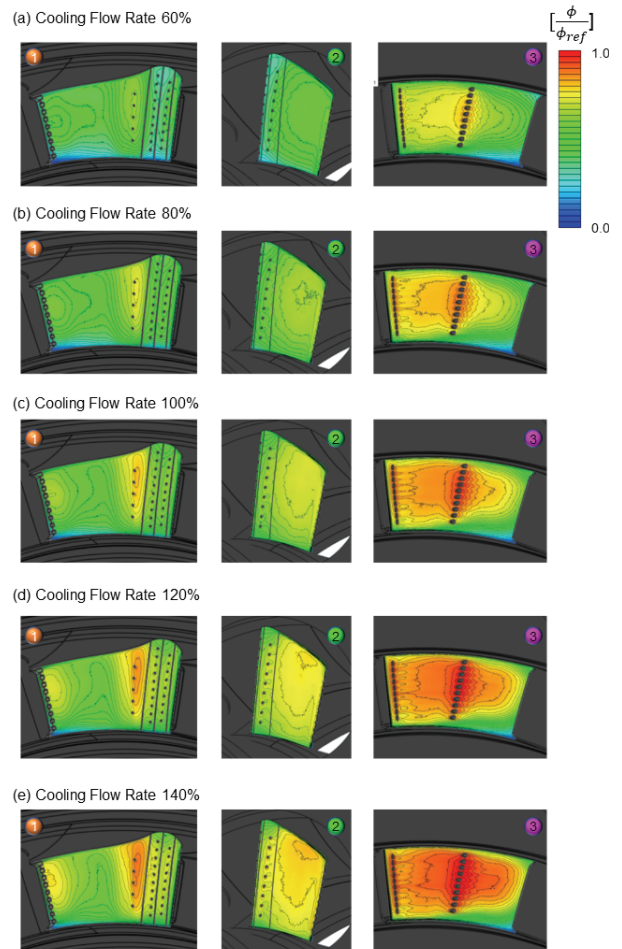 (a) Cooling Flow Rate 60%
[ϕ/ϕref]
1 2 3
1.0
0.0
(b) Cooling Flow Rate 80%
1 2 3
(c) Cooling Flow Rate 100%
1 2 3
(d) Cooling Flow Rate 120%
1 2 3
(e) Cooling Flow Rate 140%
1 2 3